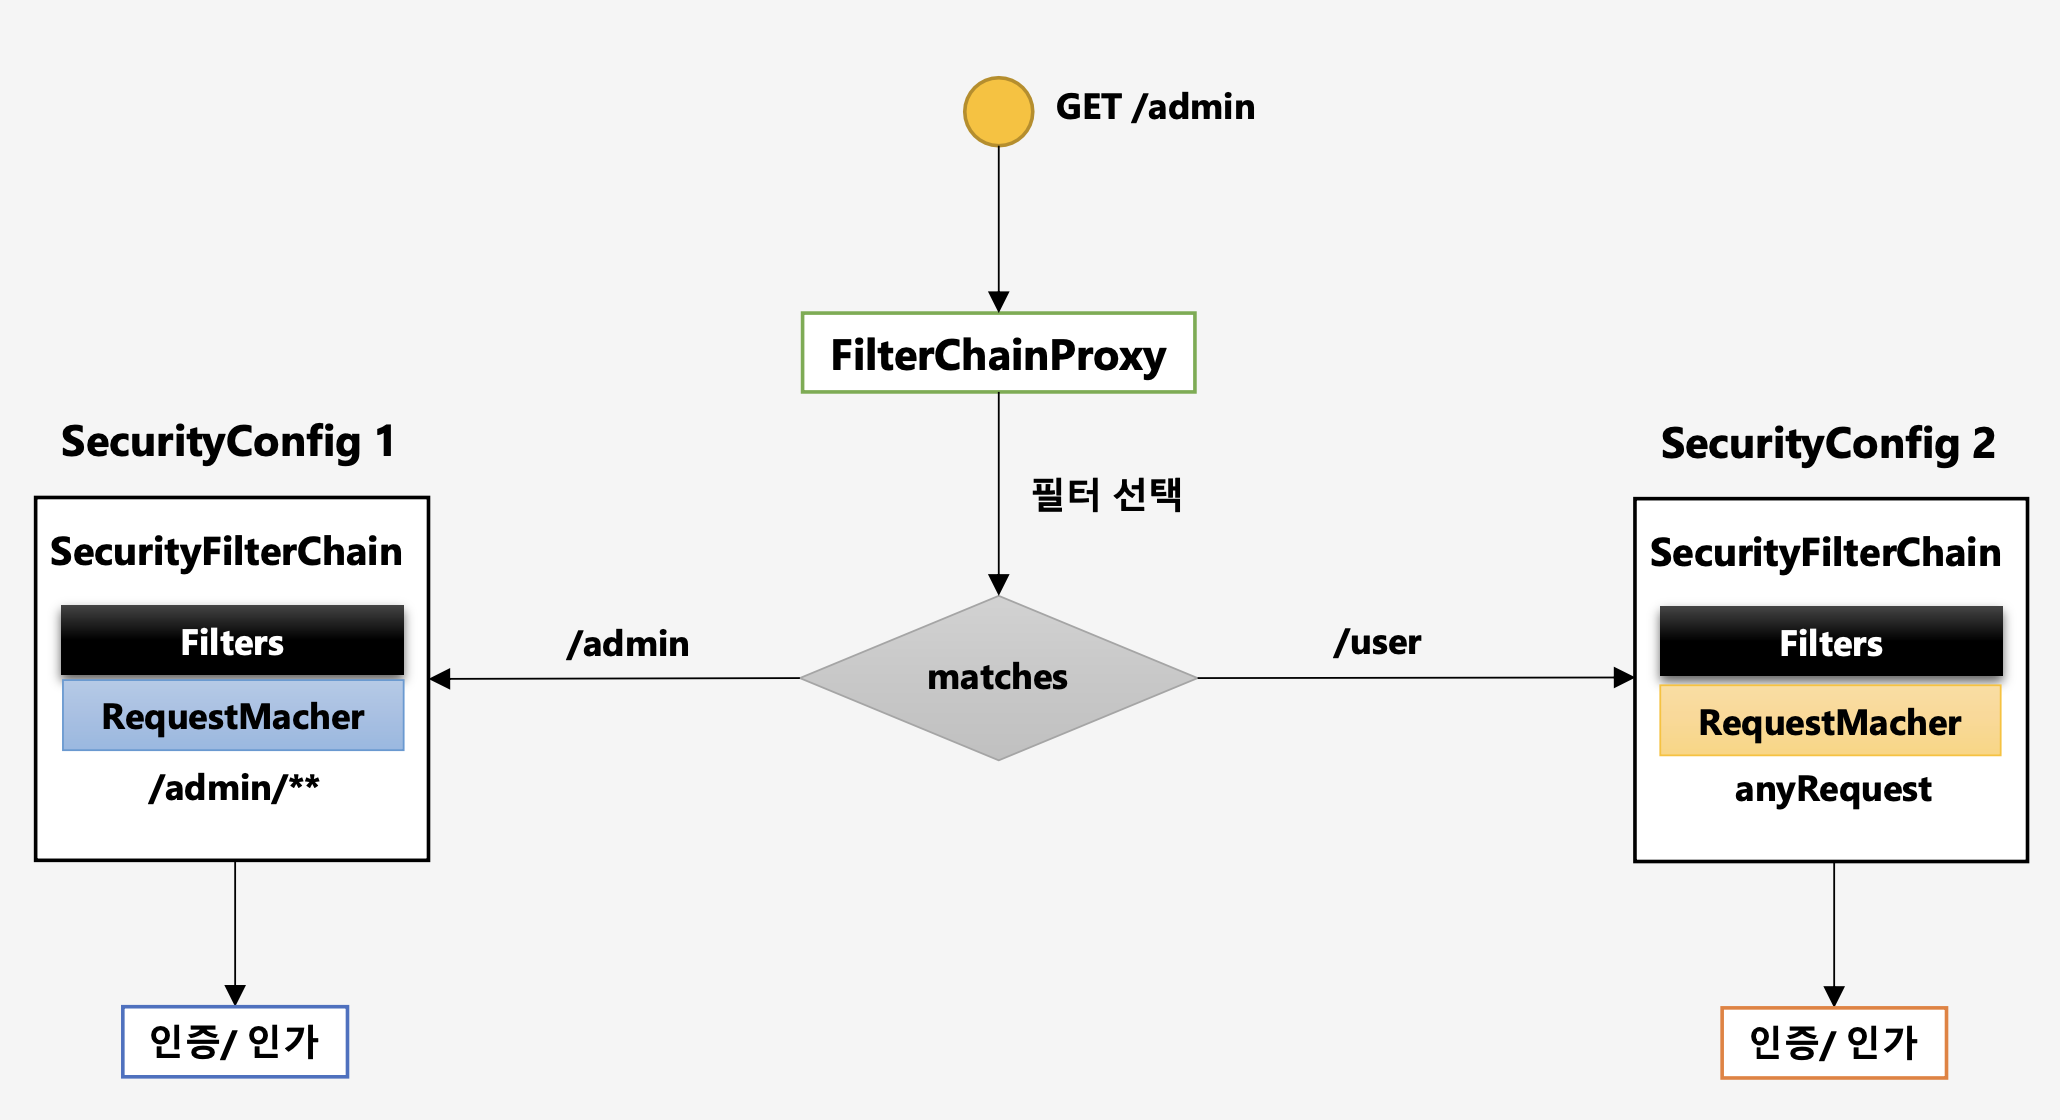 GET /admin
FilterChainProxy
필터 선택
matches
/admin
/user
SecurityConfig 1
SecurityFilterChain
Filters
RequestMacher
/admin/**
인증/ 인가
SecurityConfig 2
SecurityFilterChain
Filters
RequestMacher
anyRequest
인증/ 인가